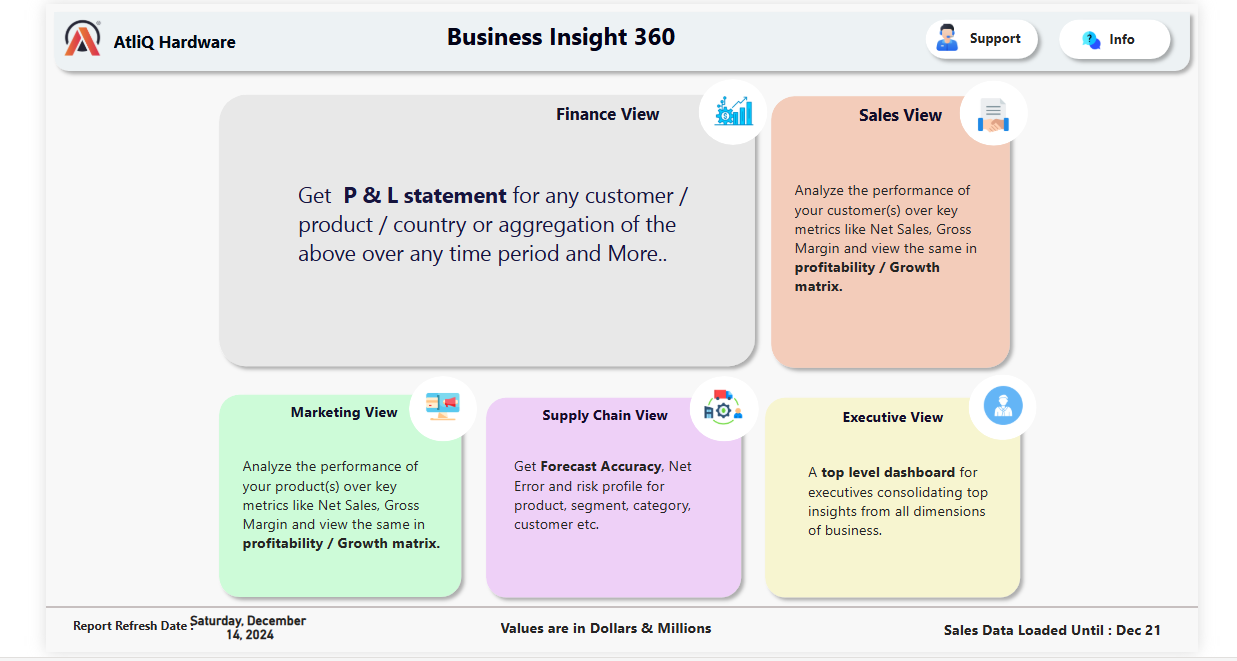 AtliQ Hardware
Business Insight 360
Support
Info
Finance View
Get P & L statement for any customer /
product / country or aggregation of the
above over any time period and More..
Sales View
Analyze the performance of
your customer(s) over key
metrics like Net Sales, Gross
Margin and view the same in
profitability / Growth
matrix.
Marketing View
Analyze the performance of
your product(s) over key
metrics like Net Sales, Gross
Margin and view the same in
profitability / Growth matrix.
Supply Chain View
Get Forecast Accuracy, Net
Error and risk profile for
product, segment, category,
customer etc.
Executive View
A top level dashboard for
executives consolidating top
insights from all dimensions
of business.
Report Refresh Date : Saturday, December
14, 2024
Values are in Dollars & Millions
Sales Data Loaded Until : Dec 21